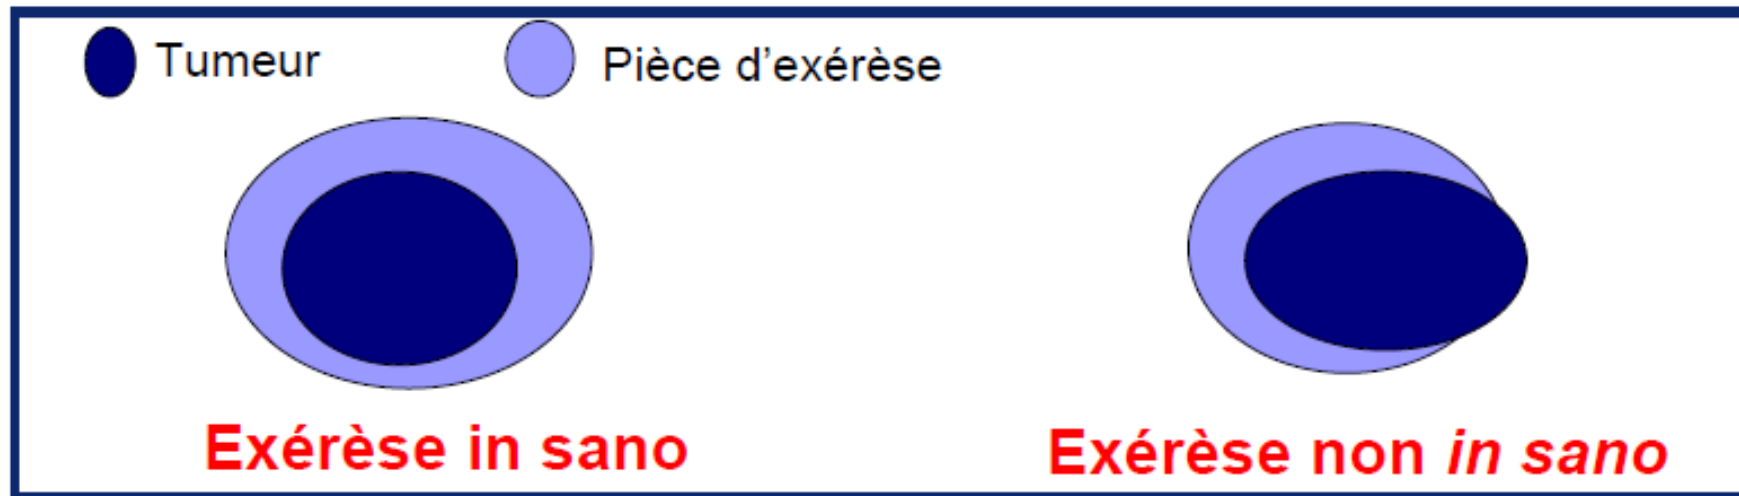 Tumeur
Pièce d’exérèse
Exérèse in sano
Exérèse non in sano